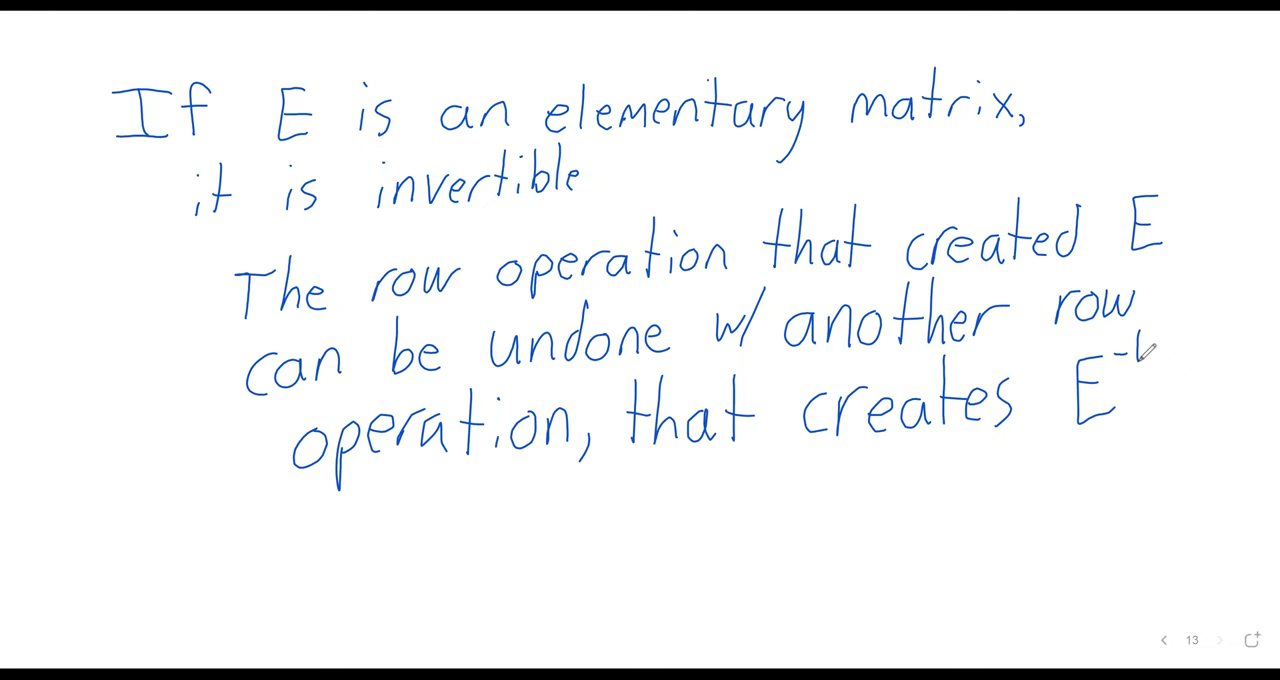 If E is an elementary matrix,
it is invertible
The row operation that created E
can be undone w/ another row
operation, that creates E⁻¹
13